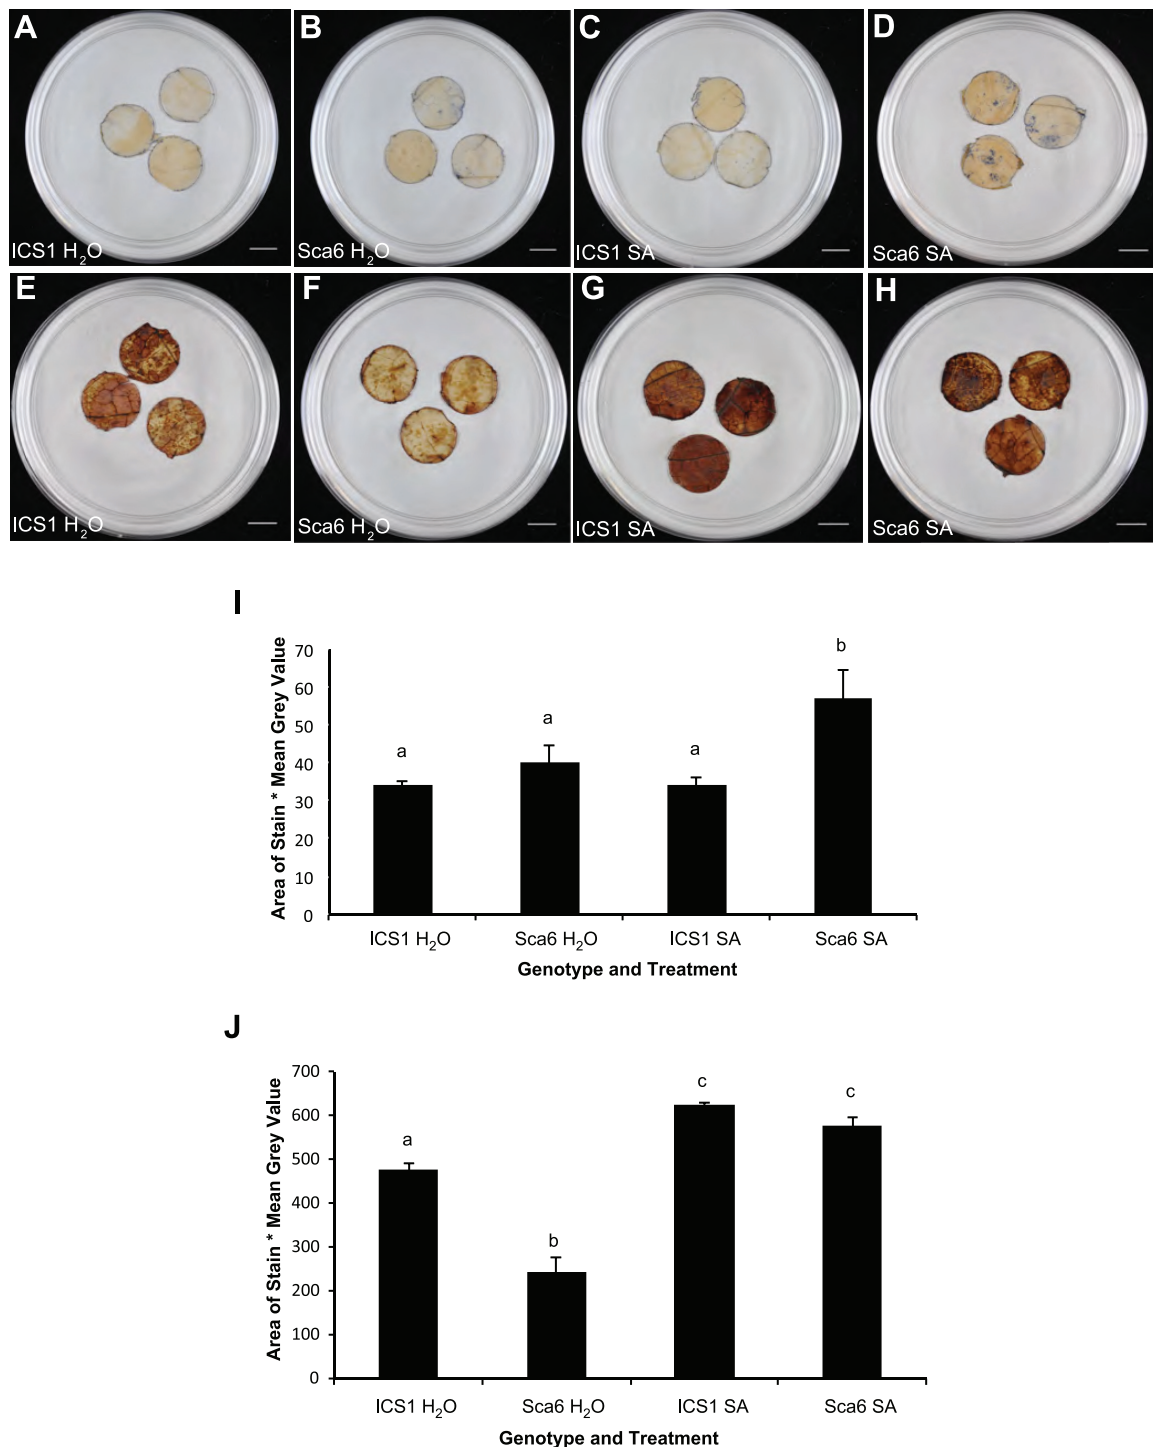 A
B
C
D
ICS1 H₂O
Sca6 H₂O
ICS1 SA
Sca6 SA
E
F
G
H
ICS1 H₂O
Sca6 H₂O
ICS1 SA
Sca6 SA
I
Area of Stain * Mean Grey Value
70
60
50
40
30
20
10
0
a
a
a
b
ICS1 H₂O
Sca6 H₂O
ICS1 SA
Sca6 SA
Genotype and Treatment
J
Area of Stain * Mean Grey Value
700
600
500
400
300
200
100
0
a
b
c
c
ICS1 H₂O
Sca6 H₂O
ICS1 SA
Sca6 SA
Genotype and Treatment